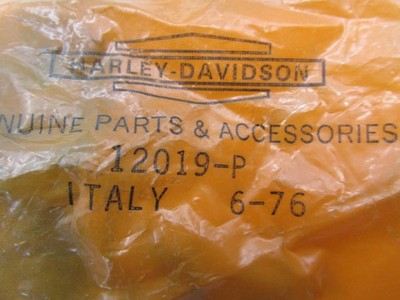 HARLEY-DAVIDSON
NUINE PARTS & ACCESSORIES
12019-P
ITALY 6-76